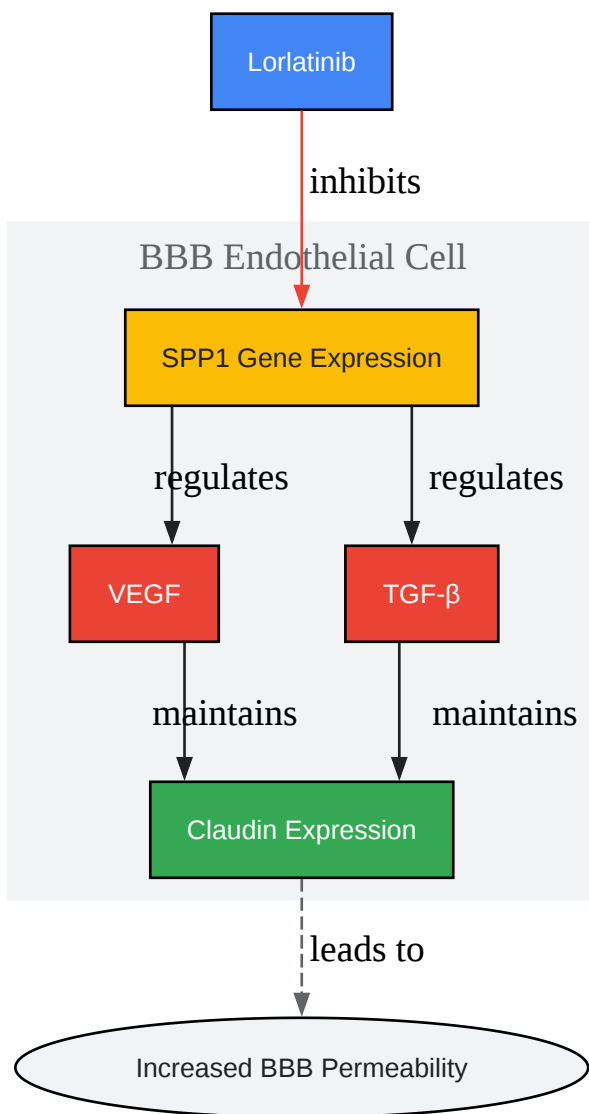 Lorlatinib
inhibits
BBB Endothelial Cell
SPP1 Gene Expression
regulates
regulates
VEGF
TGF-β
maintains
maintains
Claudin Expression
leads to
Increased BBB Permeability